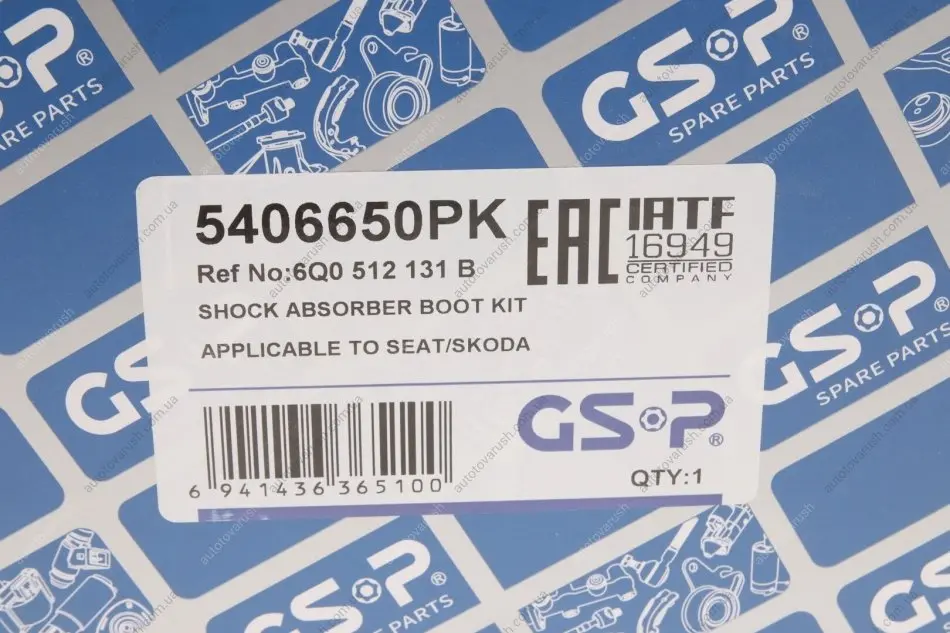 GS·P®
SPARE PARTS
GS·P®
SPARE PARTS
5406650PK
EAC
IATF
16949
CERTIFIED
COMPANY
Ref No:6Q0 512 131 B
SHOCK ABSORBER BOOT KIT
APPLICABLE TO SEAT/SKODA
GS·P®
SPARE PARTS
GS·P®
QTY:1
6 941436 365100
GS·P®
SPARE PARTS
autotovarush.com.ua